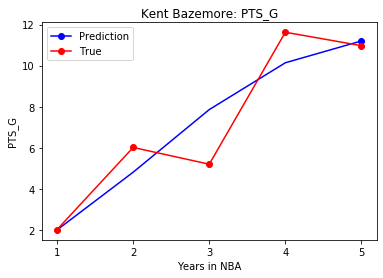 Kent Bazemore: PTS_G
Prediction
True
PTS_G
12
10
8
6
4
2
1
2
3
4
5
Years in NBA